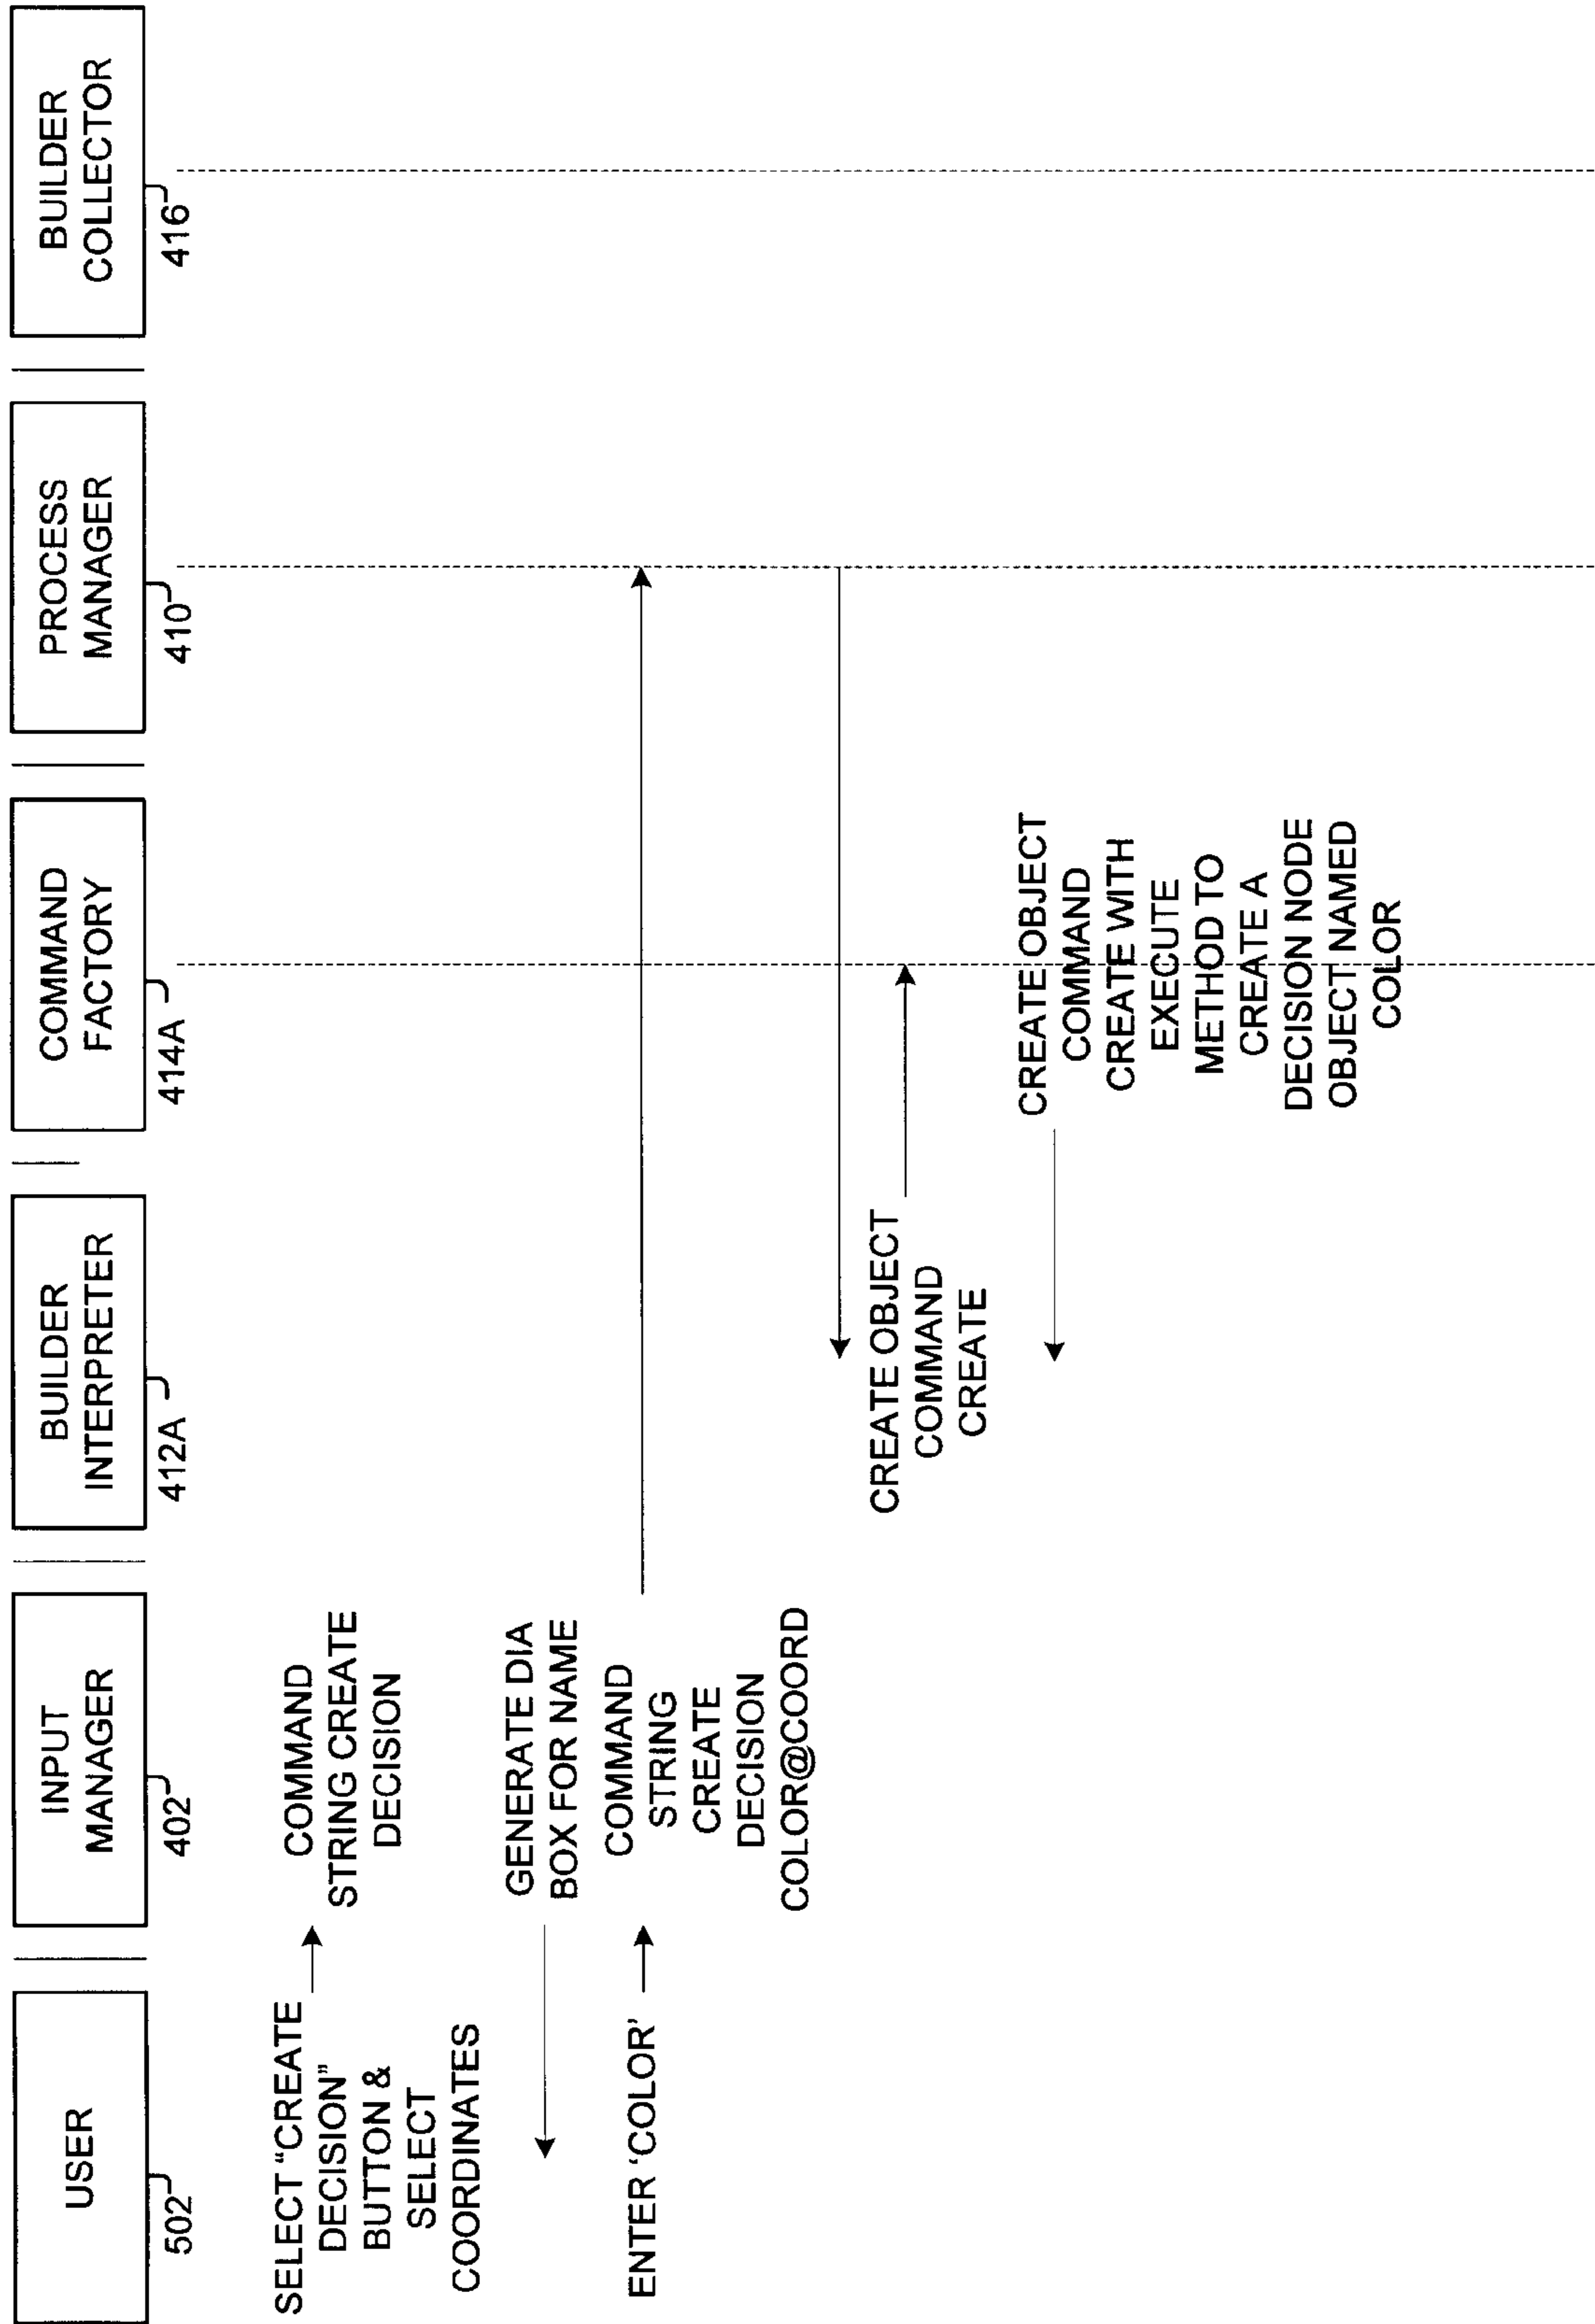 USER
INPUT
MANAGER
BUILDER
INTERPRETER
COMMAND
FACTORY
PROCESS
MANAGER
BUILDER
COLLECTOR
502
402
412A
414A
410
416
SELECT “CREATE
DECISION”
BUTTON &
SELECT
COORDINATES
COMMAND
STRING CREATE
DECISION
GENERATE DIA
BOX FOR NAME
ENTER ‘COLOR’
COMMAND
STRING
CREATE
DECISION
COLOR@COORD
CREATE OBJECT
COMMAND
CREATE
CREATE OBJECT
COMMAND
CREATE WITH
EXECUTE
METHOD TO
CREATE A
DECISION NODE
OBJECT NAMED
COLOR